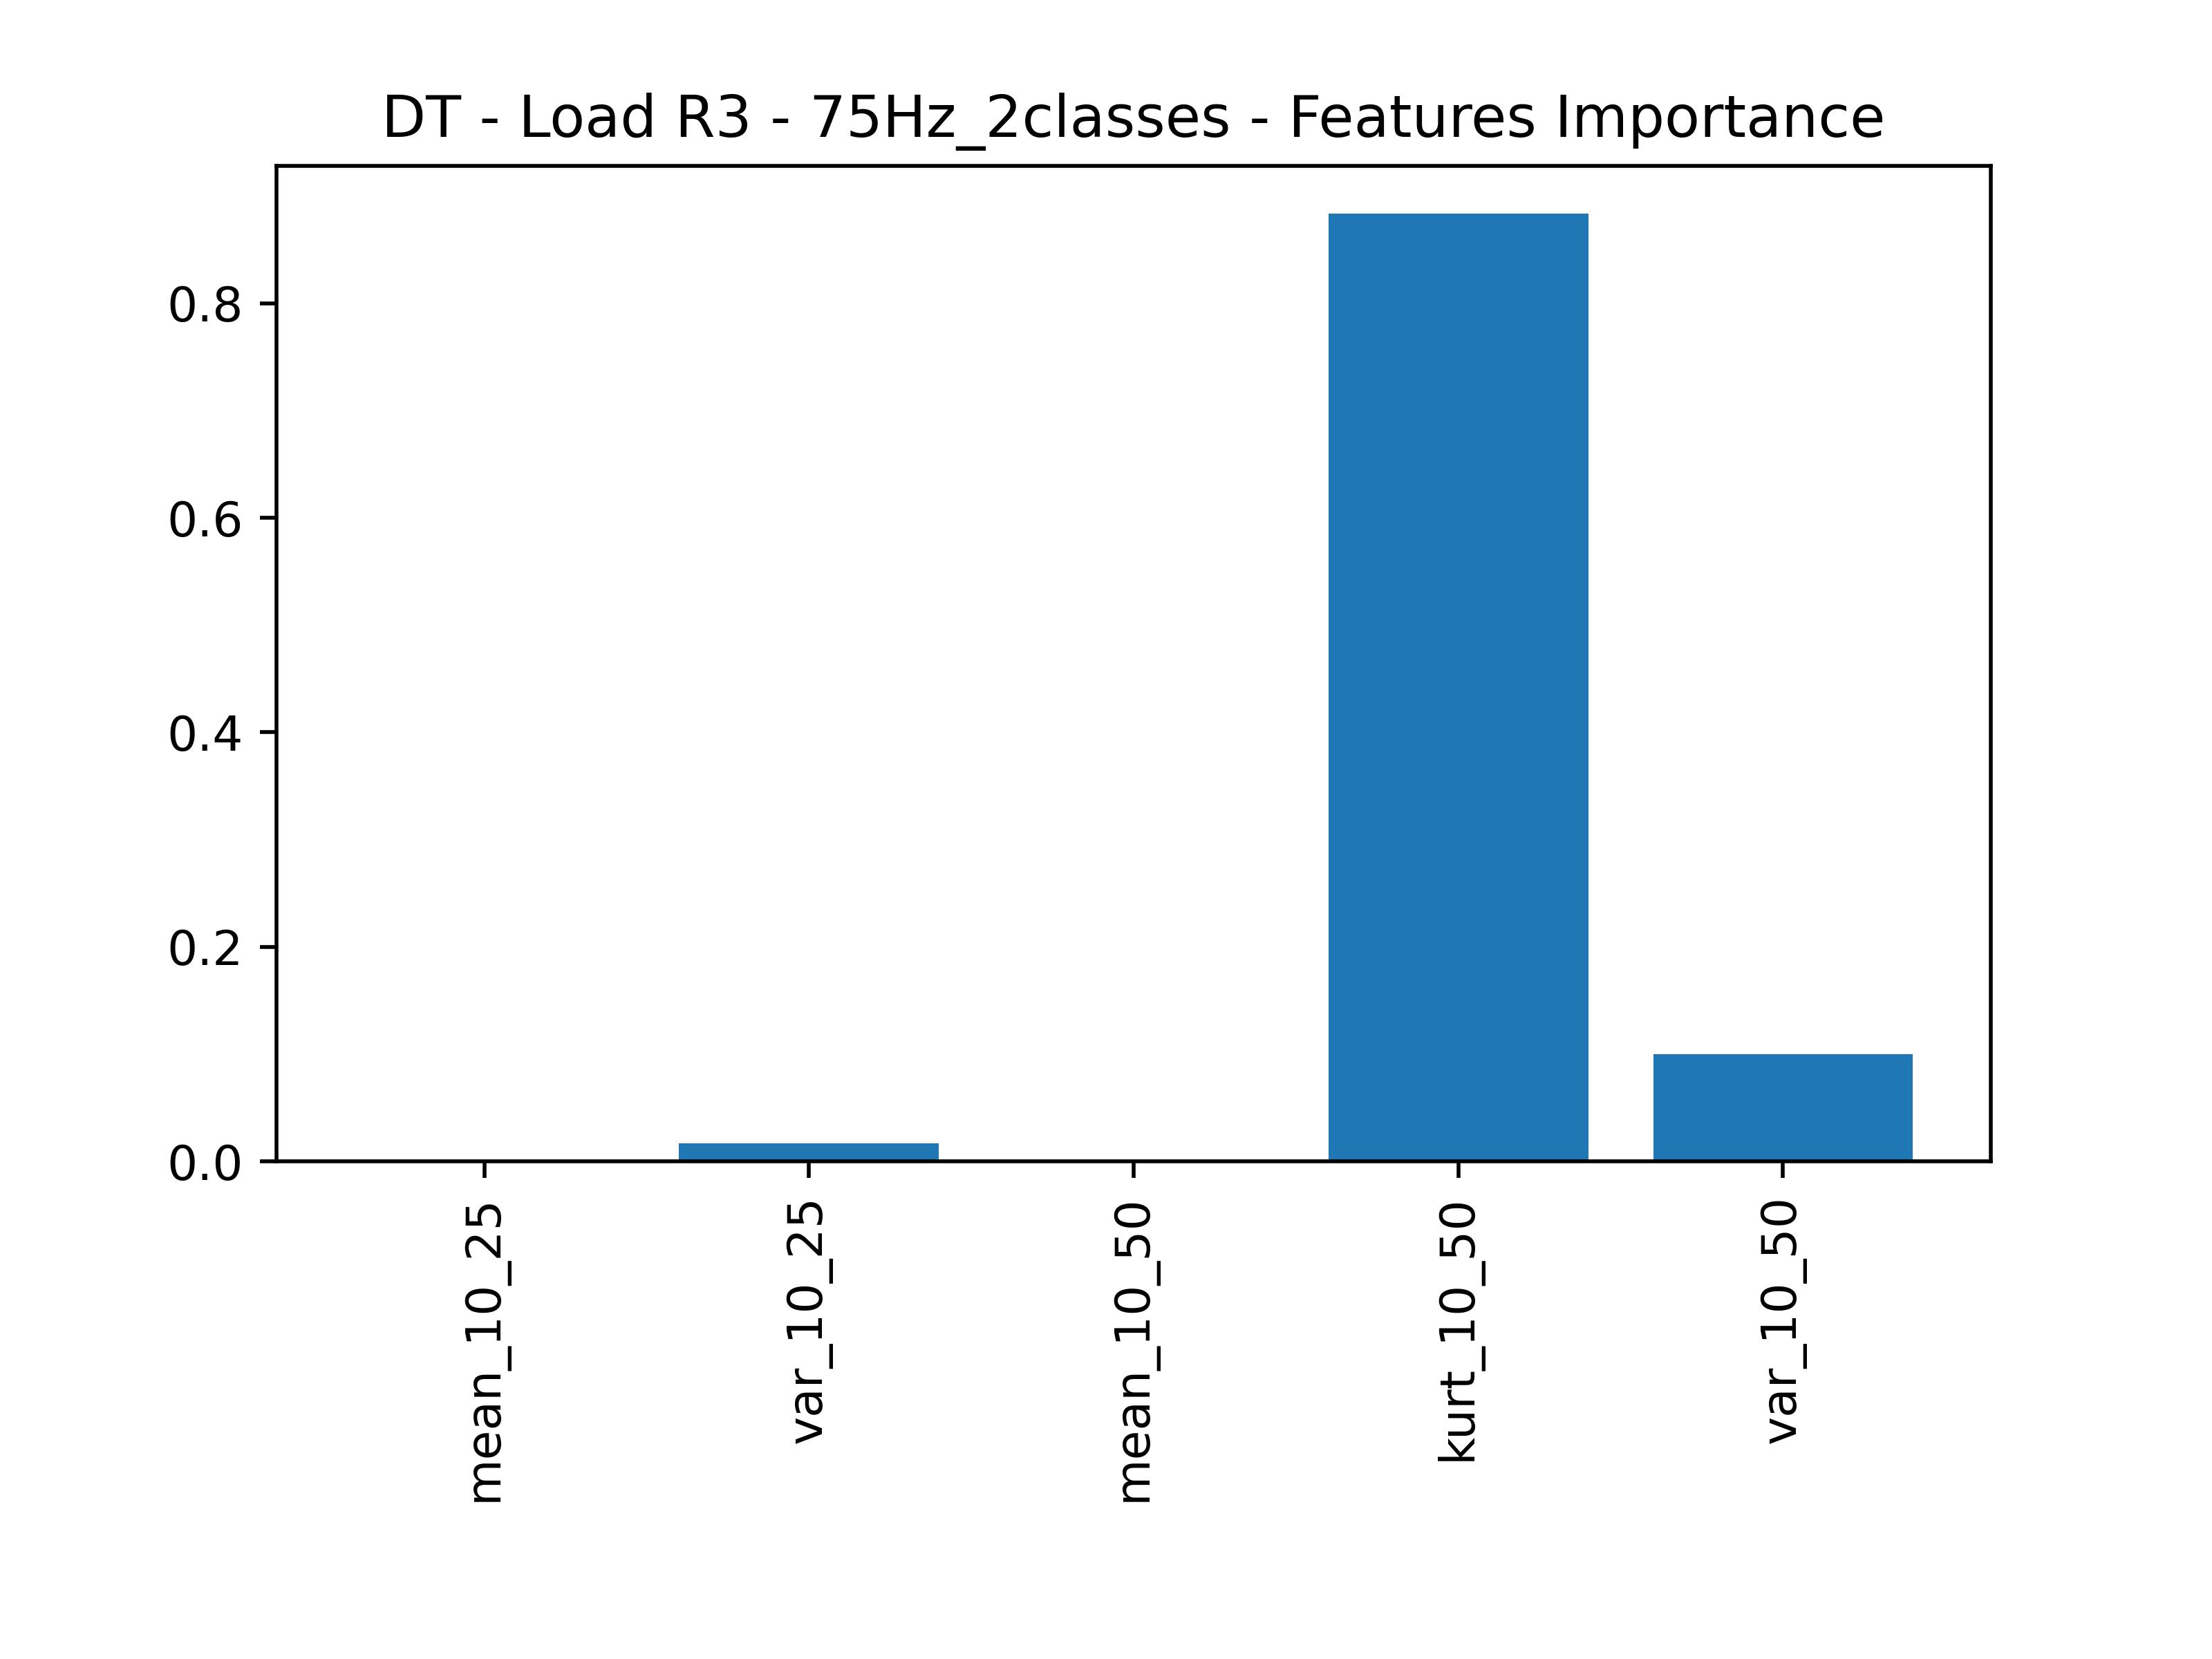 DT - Load R3 - 75Hz_2classes - Features Importance
0.8
0.6
0.4
0.2
0.0
mean_10_25
var_10_25
mean_10_50
kurt_10_50
var_10_50